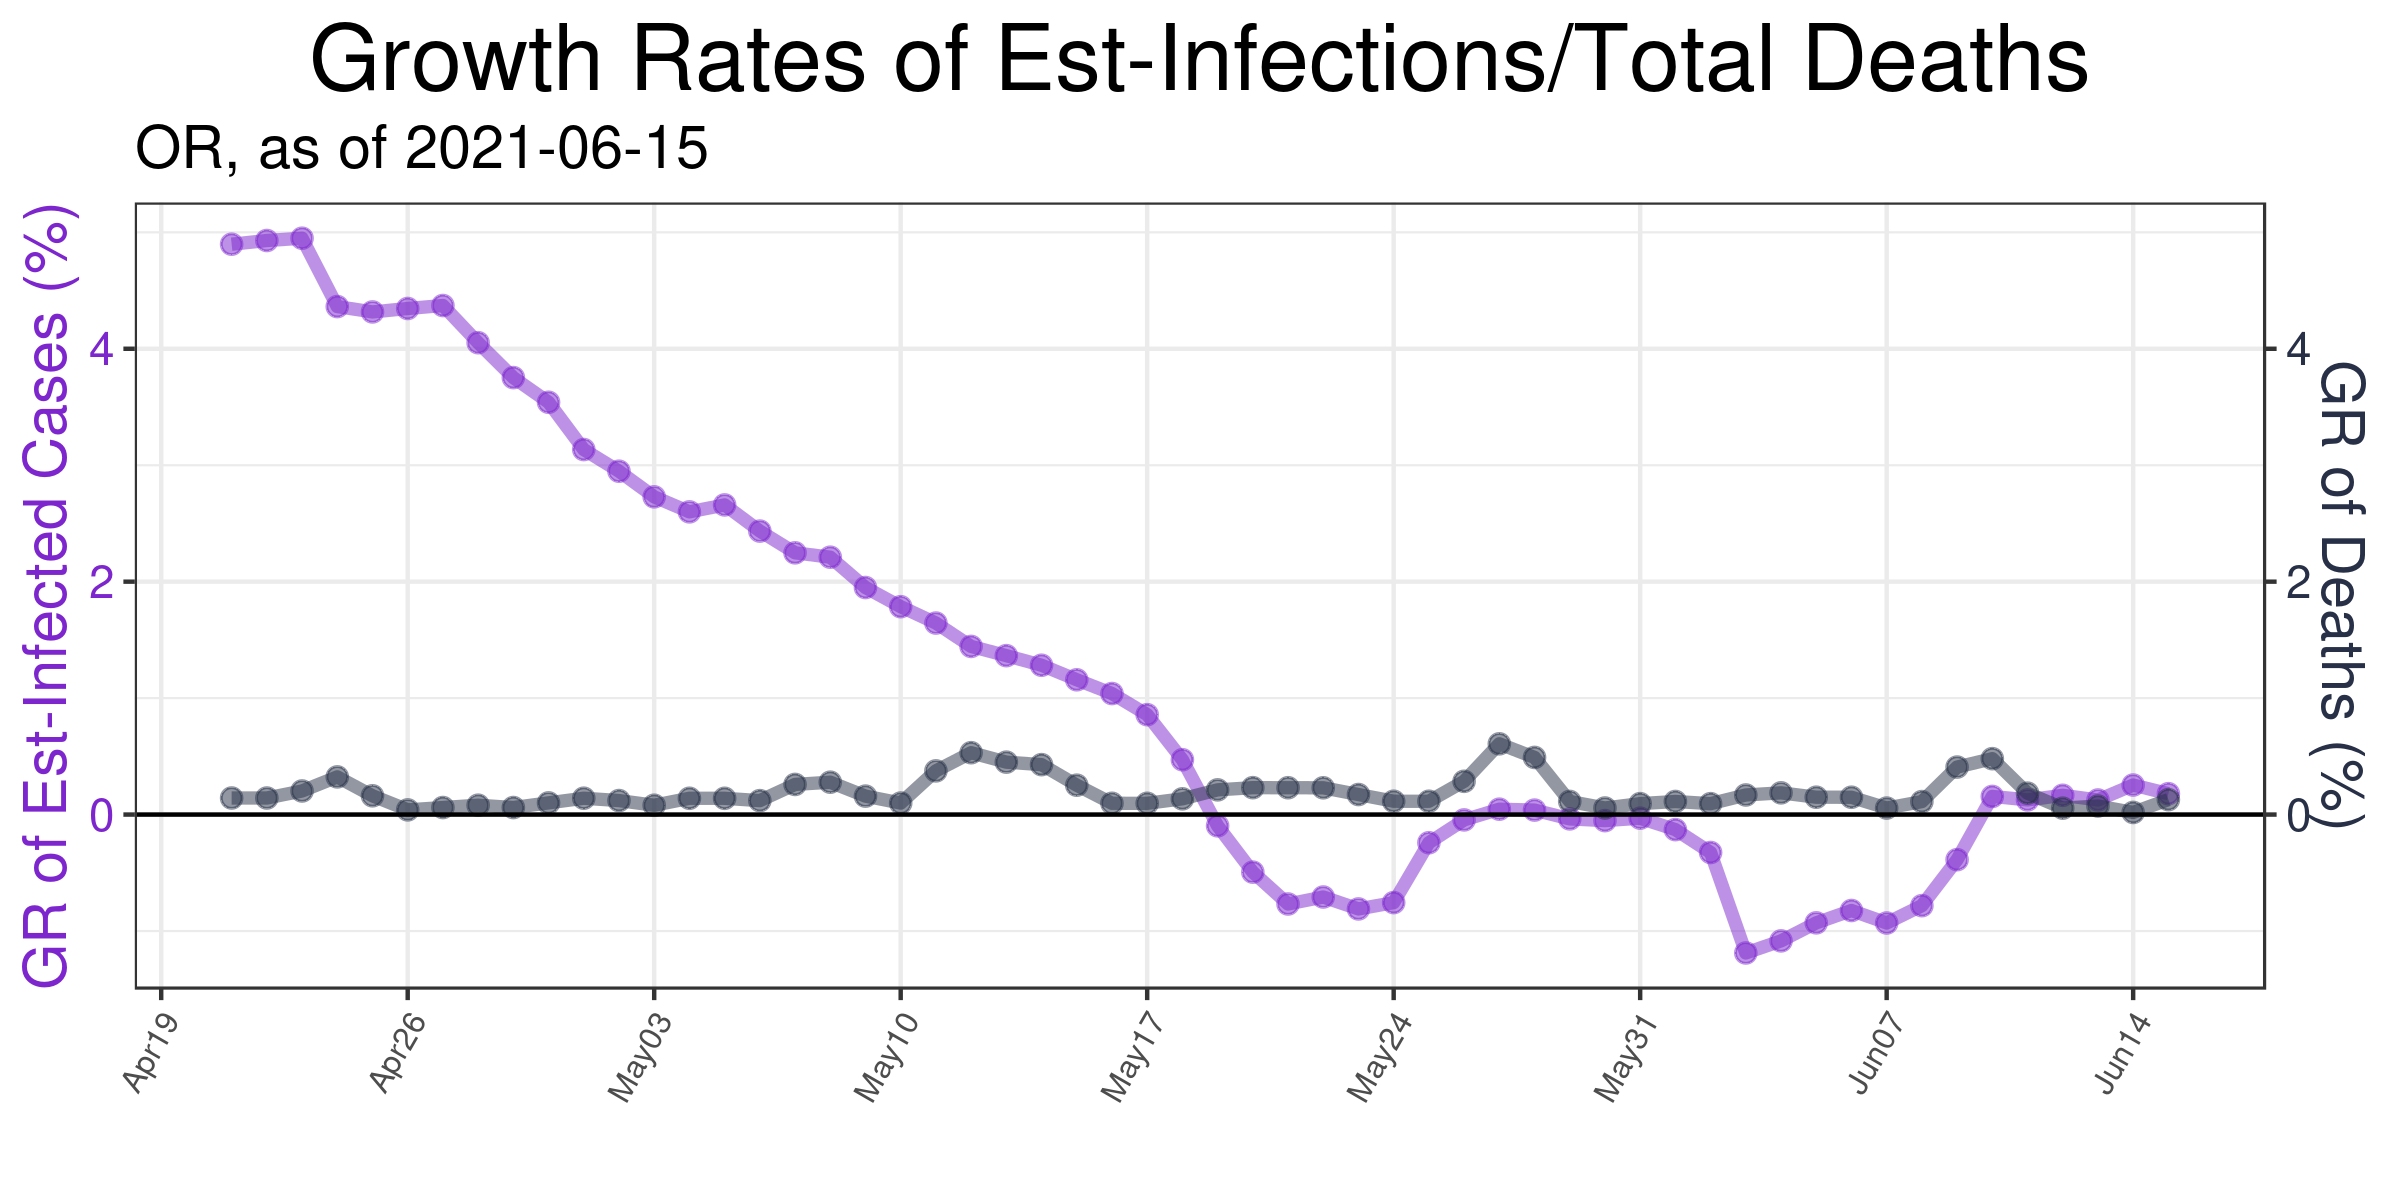 Growth Rates of Est-Infections/Total Deaths
OR, as of 2021-06-15
GR of Est-Infected Cases (%)
4
2
0
4
2
0
GR of Deaths (%)
Apr19
Apr26
May03
May10
May17
May24
May31
Jun07
Jun14